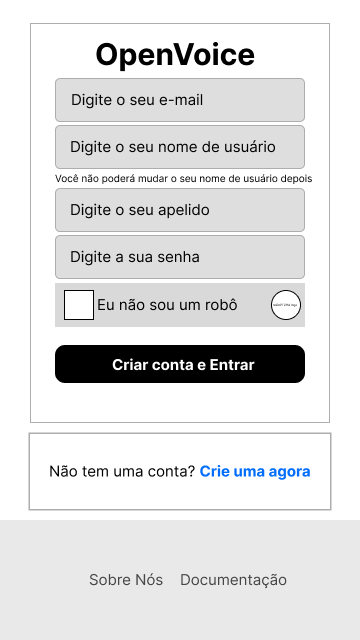 OpenVoice
Digite o seu e-mail
Digite o seu nome de usuário
Você não poderá mudar o seu nome de usuário depois
Digite o seu apelido
Digite a sua senha
Eu não sou um robô
Criar conta e Entrar
Não tem uma conta? Crie uma agora
Sobre Nós Documentação